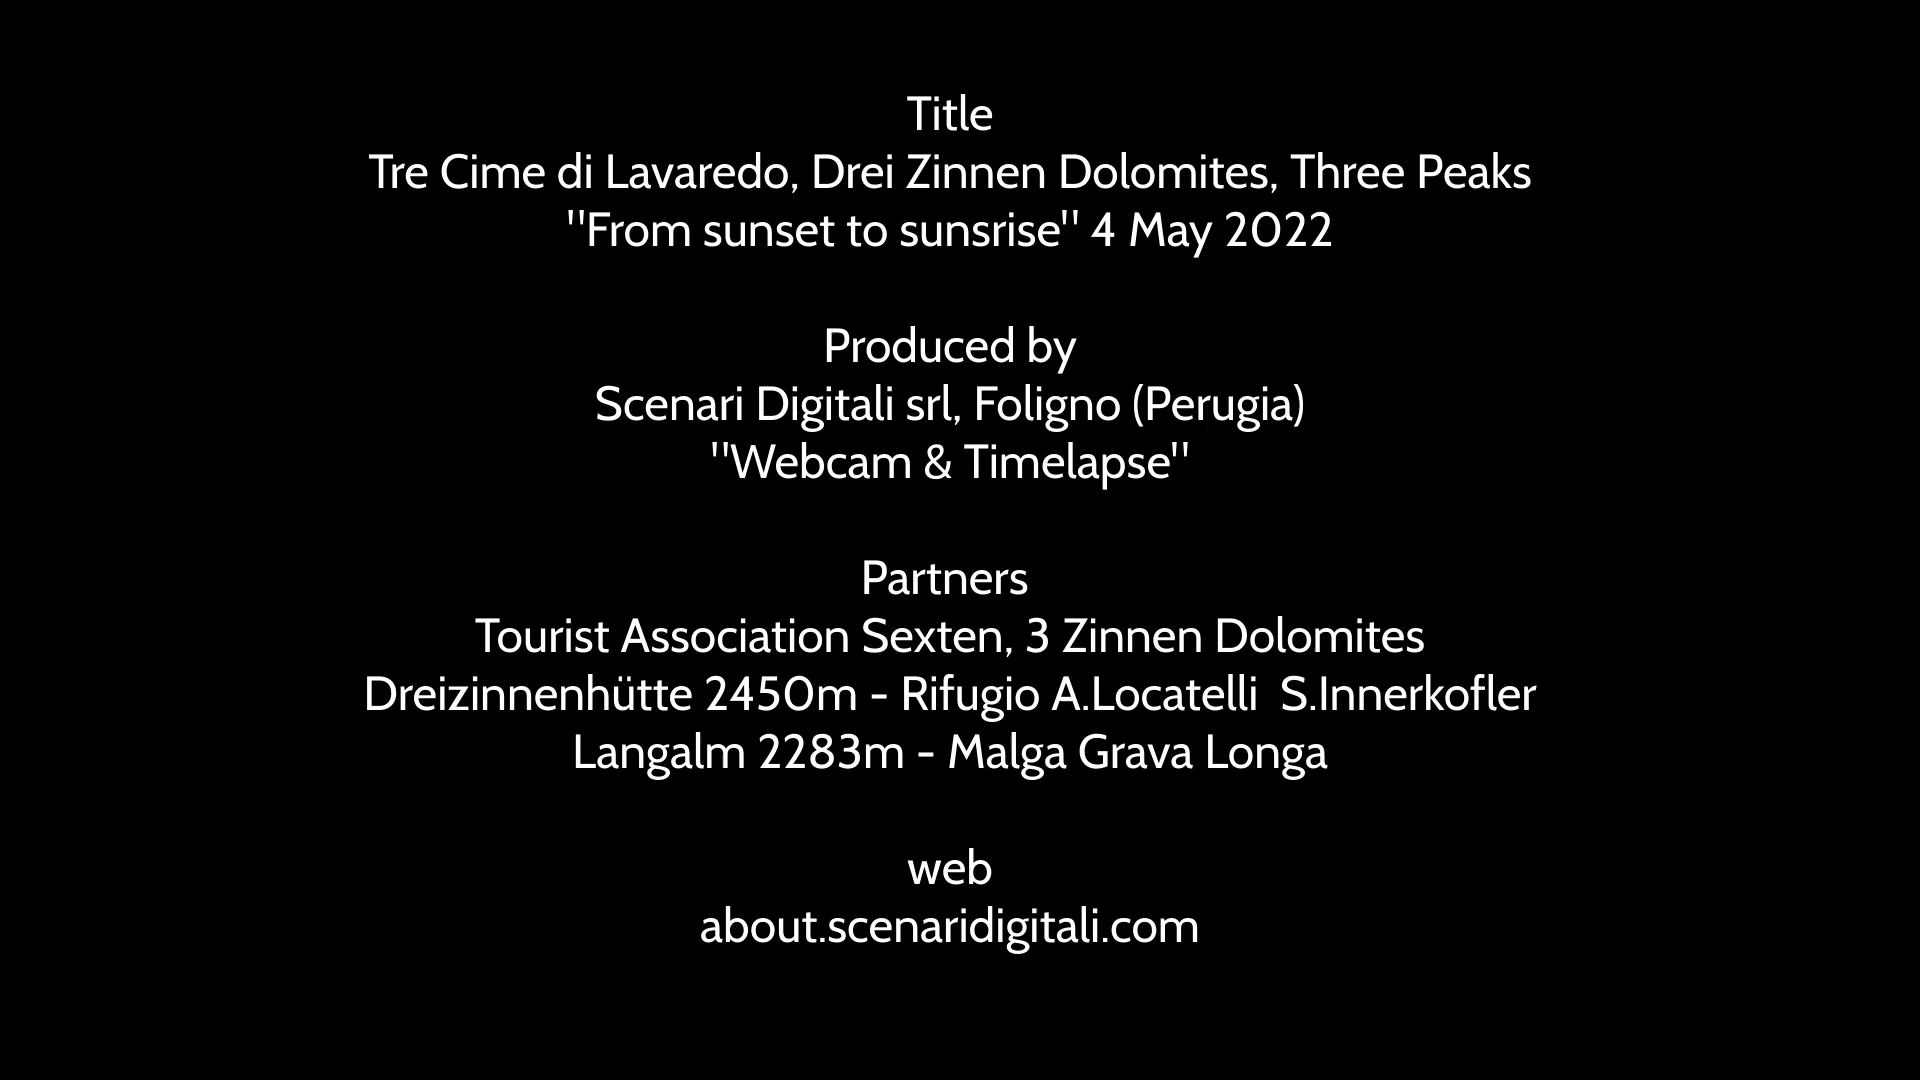 Title
Tre Cime di Lavaredo, Drei Zinnen Dolomites, Three Peaks
"From sunset to sunsrise" 4 May 2022
Produced by
Scenari Digitali srl, Foligno (Perugia)
"Webcam & Timelapse"
Partners
Tourist Association Sexten, 3 Zinnen Dolomites
Dreizinnenhütte 2450m - Rifugio A.Locatelli  S.Innerkofler
Langalm 2283m - Malga Grava Longa
web
about.scenaridigitali.com